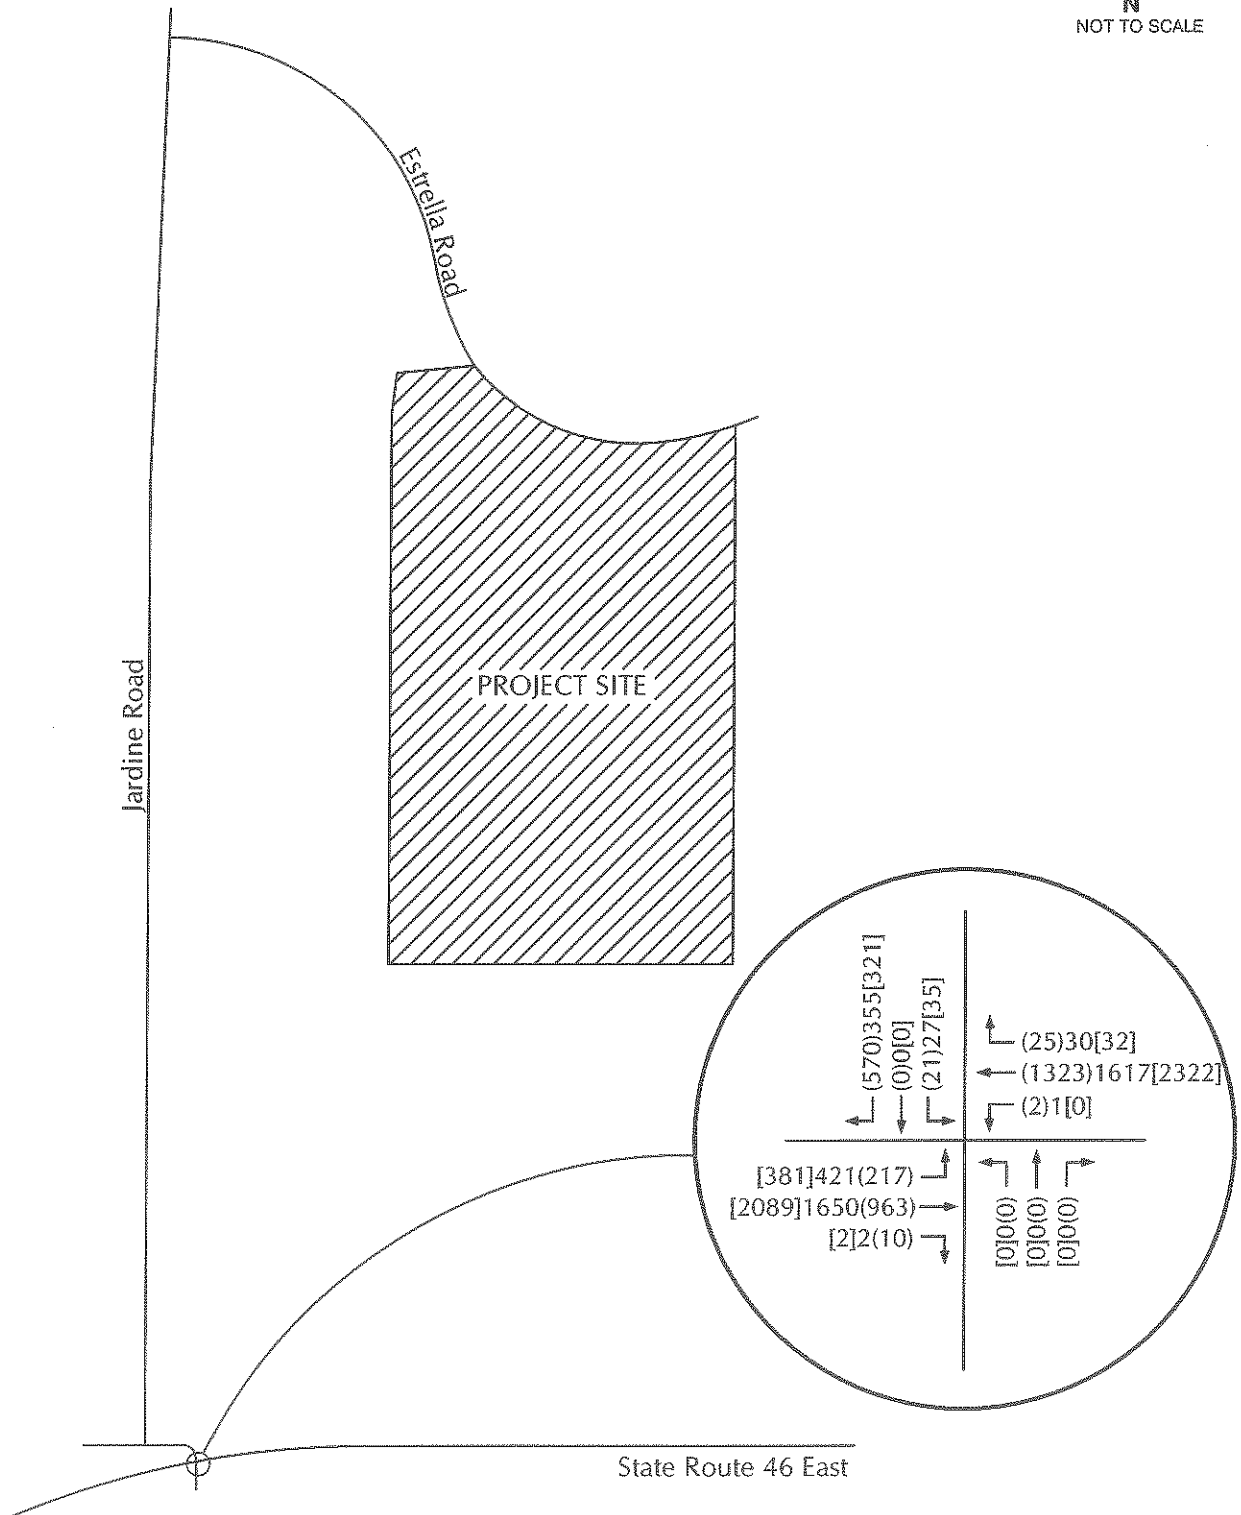 N
NOT TO SCALE
Estrella Road
PROJECT SITE
Jardine Road
(570)355[321]
(0)0[0]
(21)27[35]
(25)30[32]
(1323)1617[2322]
(2)1[0]
[381]421(217)
[2089]1650(963)
[2]2(10)
[0]0(0)
[0]0(0)
[0]0(0)
State Route 46 East